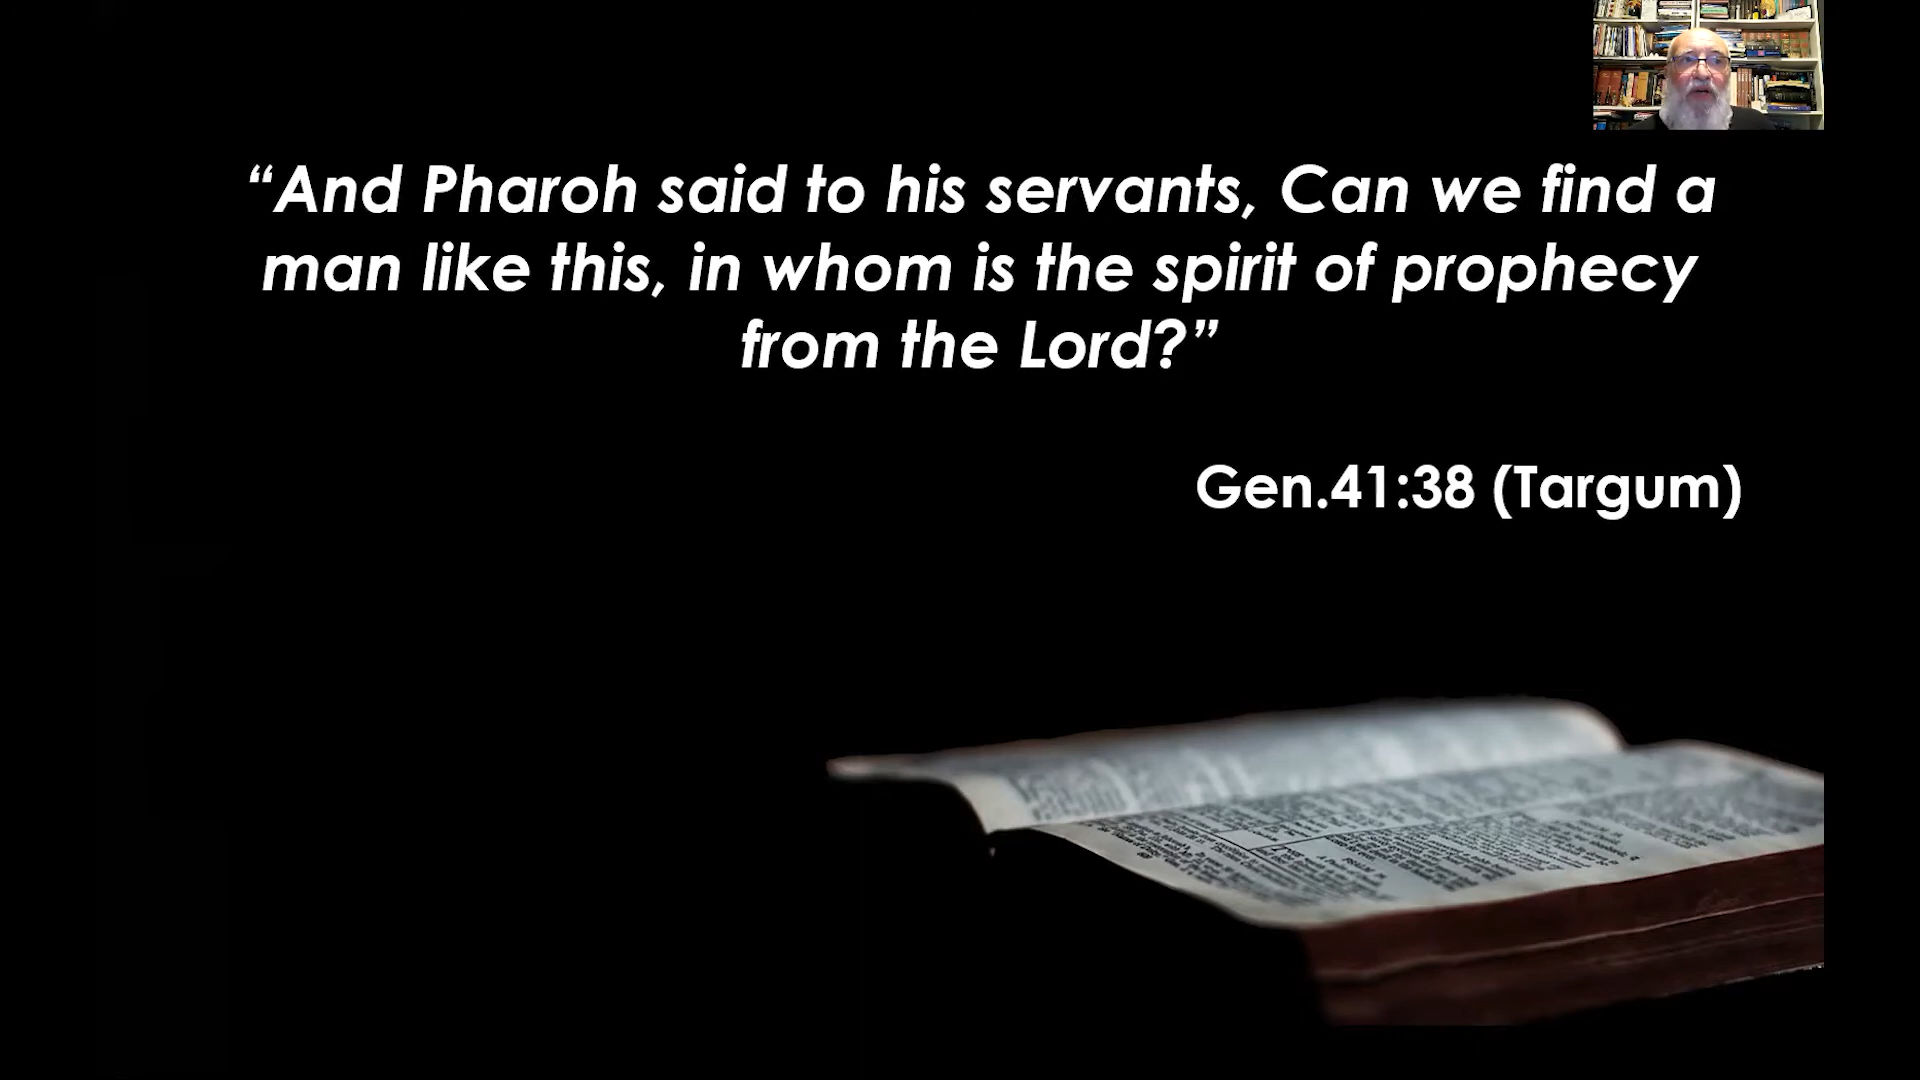 “And Pharoh said to his servants, Can we find a
man like this, in whom is the spirit of prophecy
from the Lord?”
Gen.41:38 (Targum)